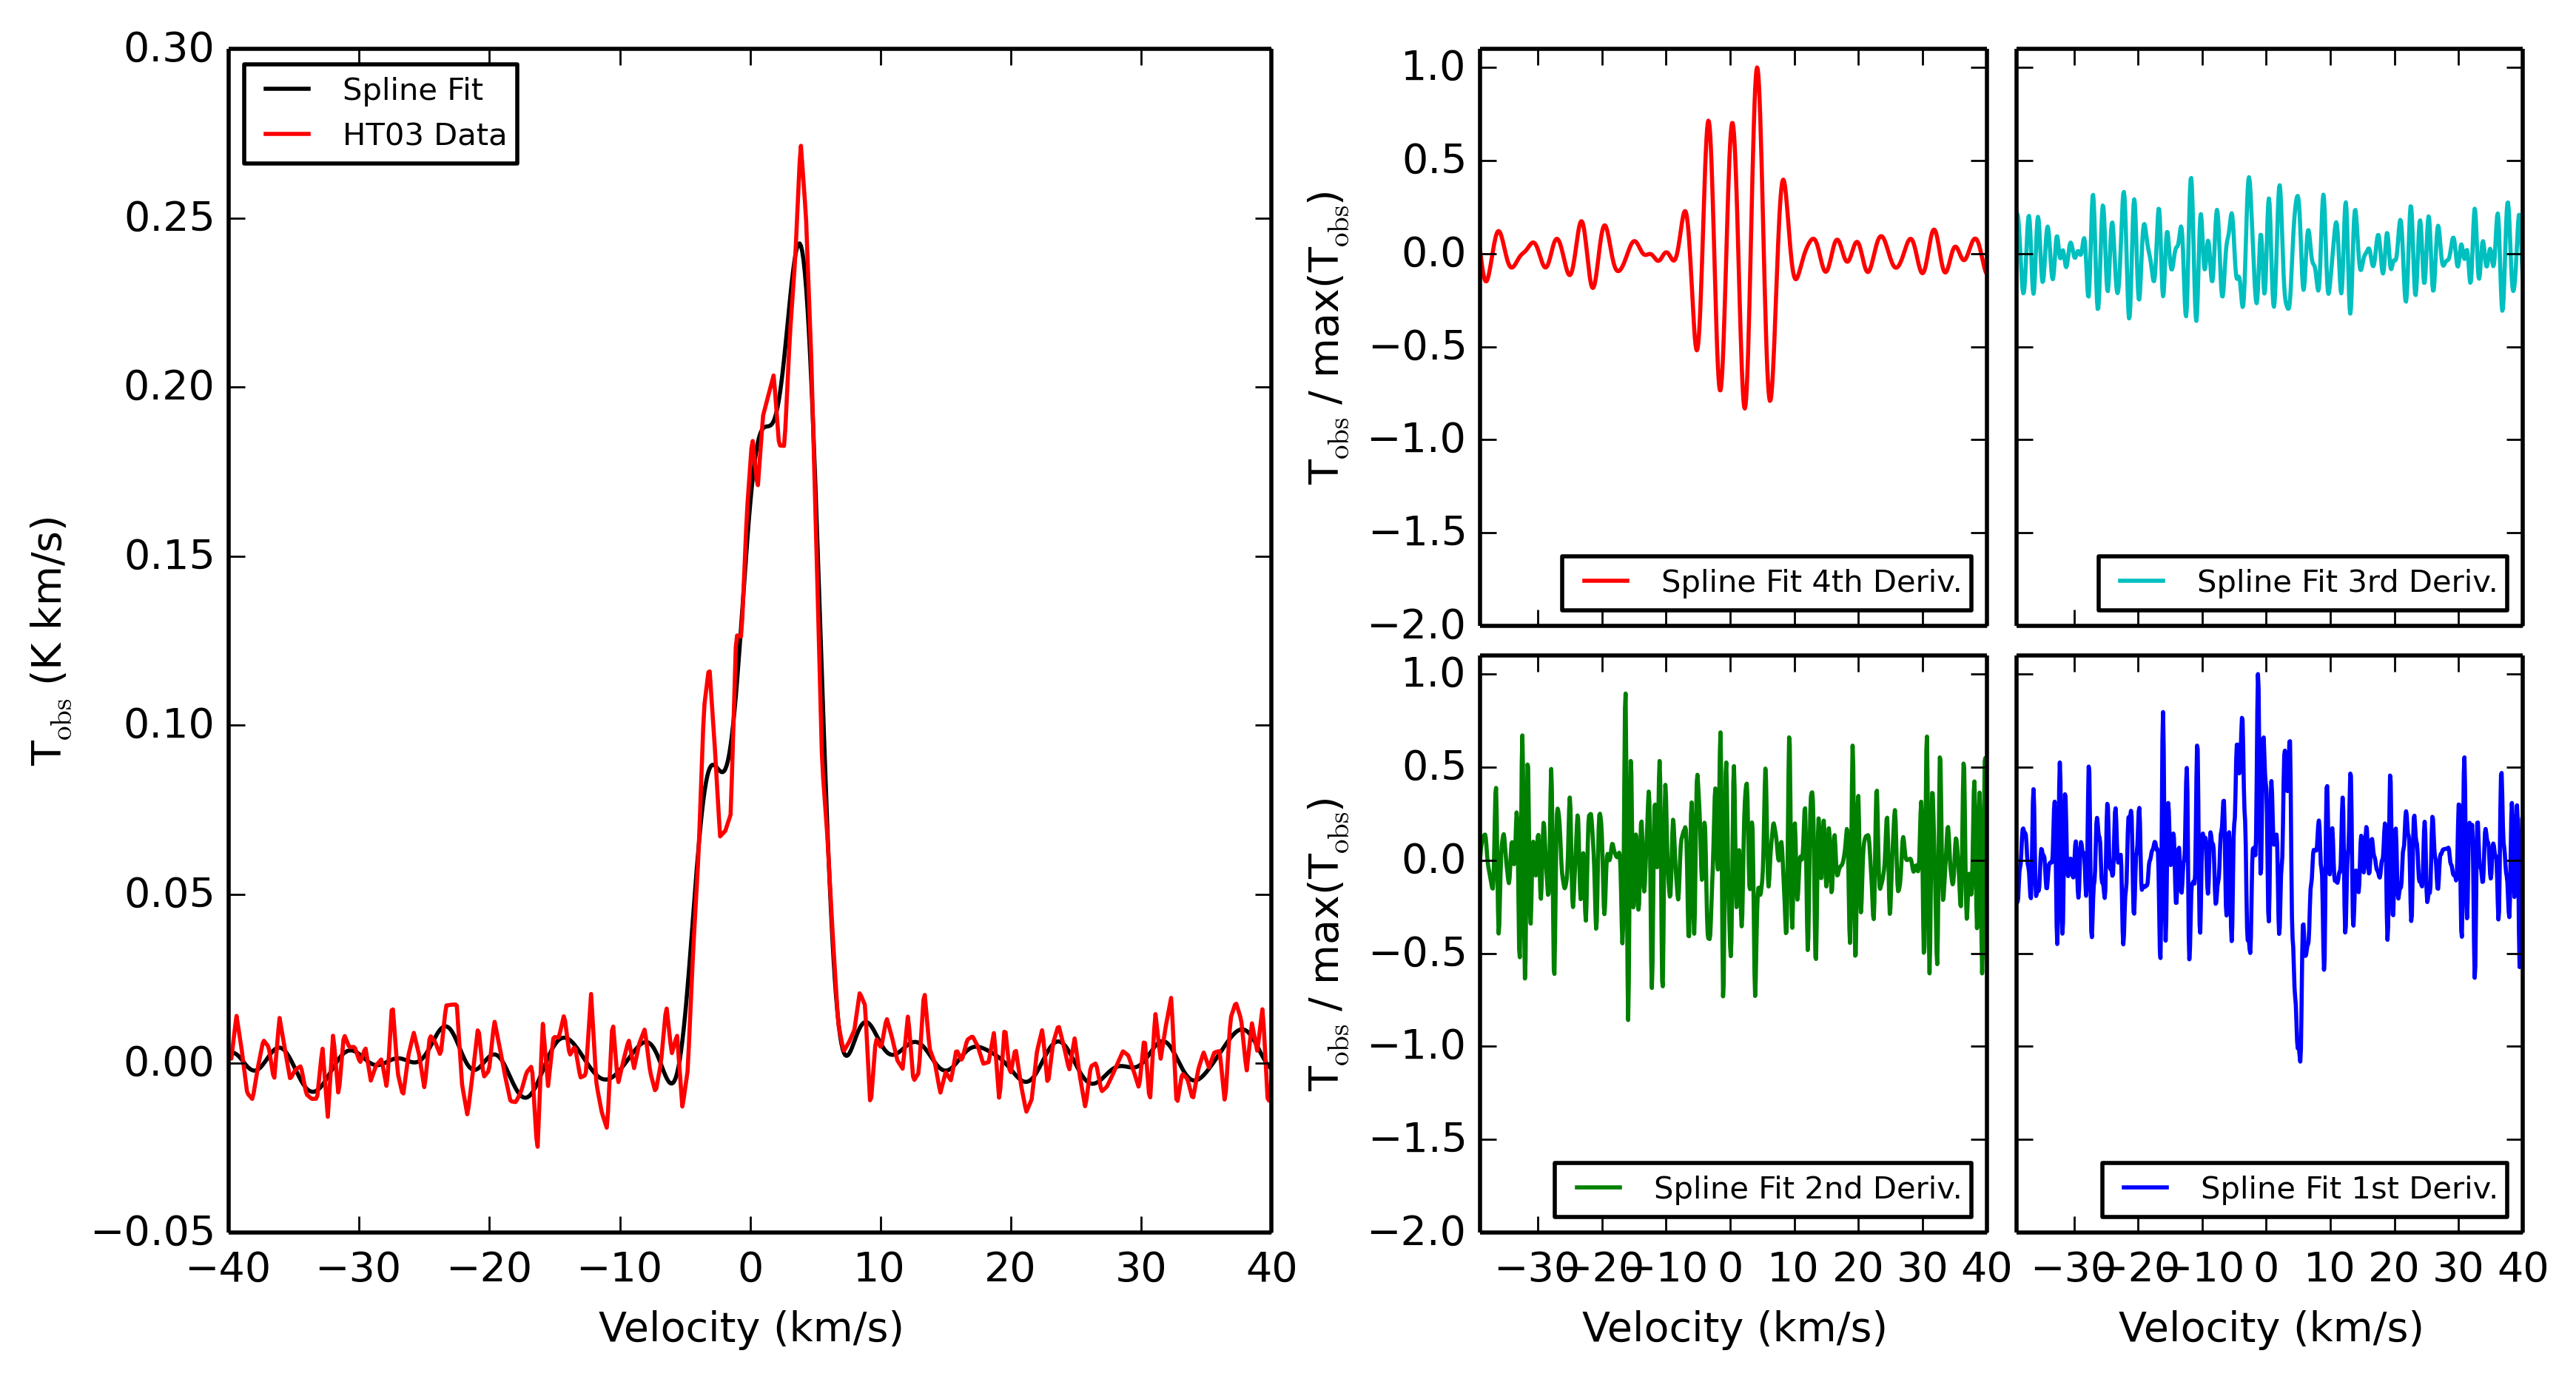 0.30
0.25
0.20
0.15
0.10
0.05
0.00
−0.05
T_obs (K km/s)
Spline Fit
HT03 Data
−40 −30 −20 −10 0 10 20 30 40
Velocity (km/s)
1.0
0.5
0.0
−0.5
−1.0
−1.5
−2.0
T_obs / max(T_obs)
Spline Fit 4th Deriv.
Spline Fit 3rd Deriv.
1.0
0.5
0.0
−0.5
−1.0
−1.5
−2.0
T_obs / max(T_obs)
Spline Fit 2nd Deriv.
−30 −20 −10 0 10 20 30 40
Velocity (km/s)
Spline Fit 1st Deriv.
−30 −20 −10 0 10 20 30 40
Velocity (km/s)